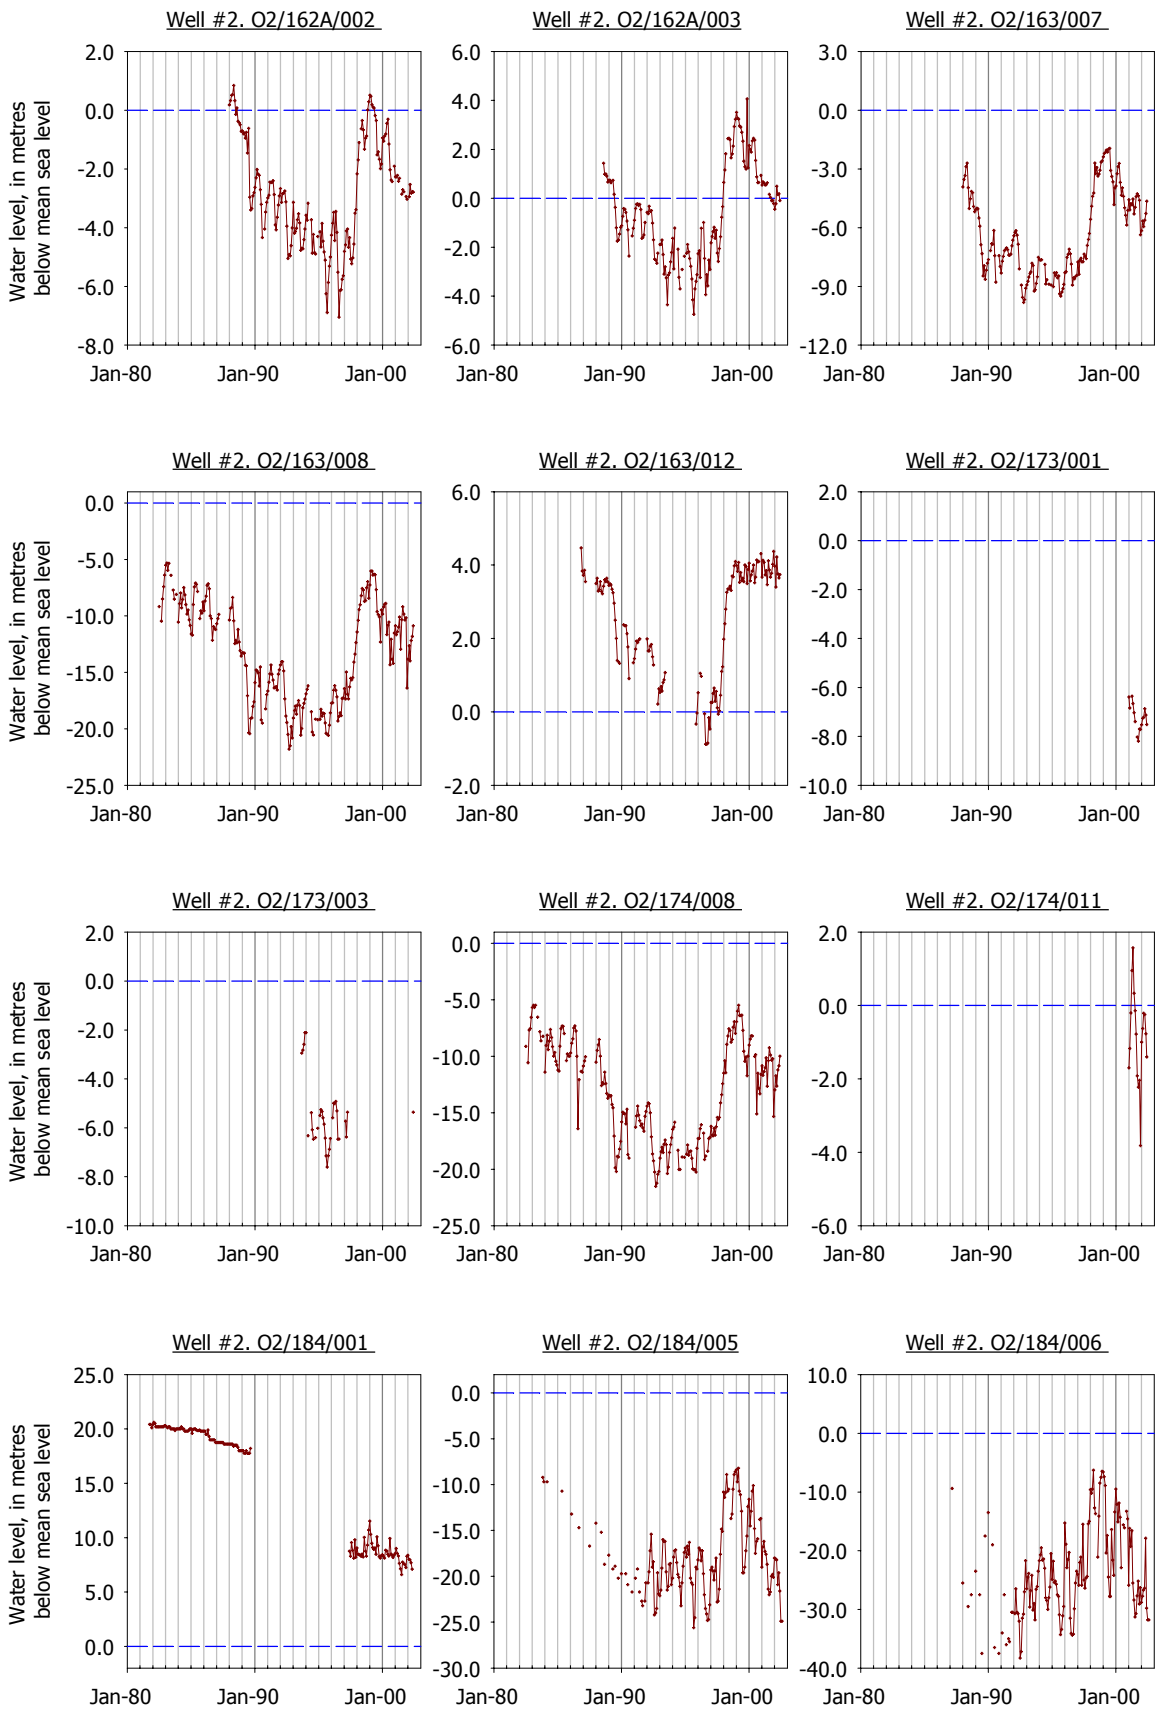 Well #2. O2/162A/002
Well #2. O2/162A/003
Well #2. O2/163/007
Water level, in metres
below mean sea level
2.0
0.0
-2.0
-4.0
-6.0
-8.0
Jan-80 Jan-90 Jan-00
6.0
4.0
2.0
0.0
-2.0
-4.0
-6.0
Jan-80 Jan-90 Jan-00
3.0
0.0
-3.0
-6.0
-9.0
-12.0
Jan-80 Jan-90 Jan-00
Well #2. O2/163/008
Well #2. O2/163/012
Well #2. O2/173/001
Water level, in metres
below mean sea level
0.0
-5.0
-10.0
-15.0
-20.0
-25.0
Jan-80 Jan-90 Jan-00
6.0
4.0
2.0
0.0
-2.0
Jan-80 Jan-90 Jan-00
2.0
0.0
-2.0
-4.0
-6.0
-8.0
-10.0
Jan-80 Jan-90 Jan-00
Well #2. O2/173/003
Well #2. O2/174/008
Well #2. O2/174/011
Water level, in metres
below mean sea level
2.0
0.0
-2.0
-4.0
-6.0
-8.0
-10.0
Jan-80 Jan-90 Jan-00
0.0
-5.0
-10.0
-15.0
-20.0
-25.0
Jan-80 Jan-90 Jan-00
2.0
0.0
-2.0
-4.0
-6.0
Jan-80 Jan-90 Jan-00
Well #2. O2/184/001
Well #2. O2/184/005
Well #2. O2/184/006
Water level, in metres
below mean sea level
25.0
20.0
15.0
10.0
5.0
0.0
Jan-80 Jan-90 Jan-00
0.0
-5.0
-10.0
-15.0
-20.0
-25.0
-30.0
Jan-80 Jan-90 Jan-00
10.0
0.0
-10.0
-20.0
-30.0
-40.0
Jan-80 Jan-90 Jan-00